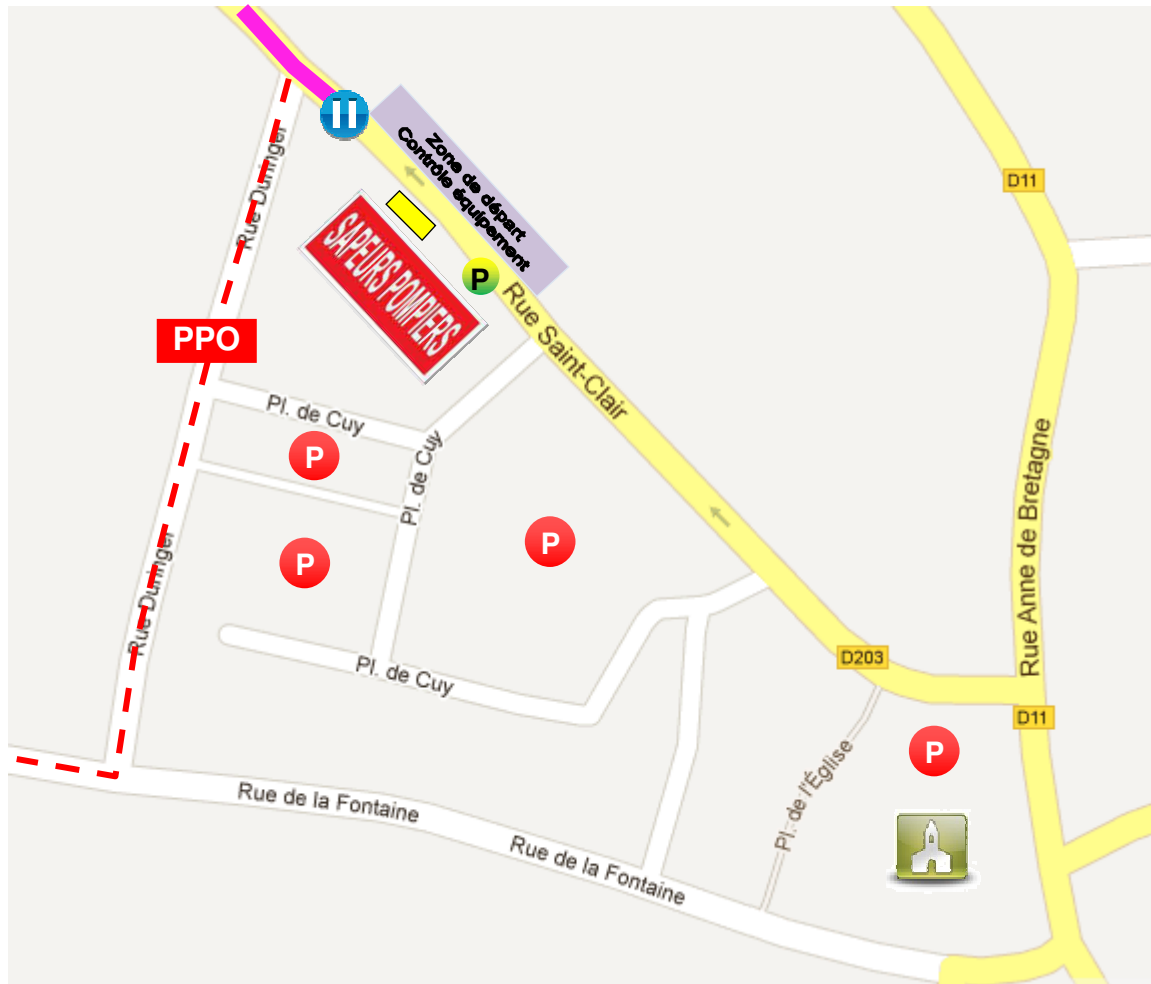 Zone de départ
Contrôle équipement
Rue Duringer
D11
SAPEURS POMPIERS
P
Rue Saint-Clair
PPO
Pl. de Cuy
P
Pl. de Cuy
P
P
Rue Anne de Bretagne
Rue Duringer
Pl. de Cuy
D203
D11
P
Pl. de l'Église
Rue de la Fontaine
Rue de la Fontaine